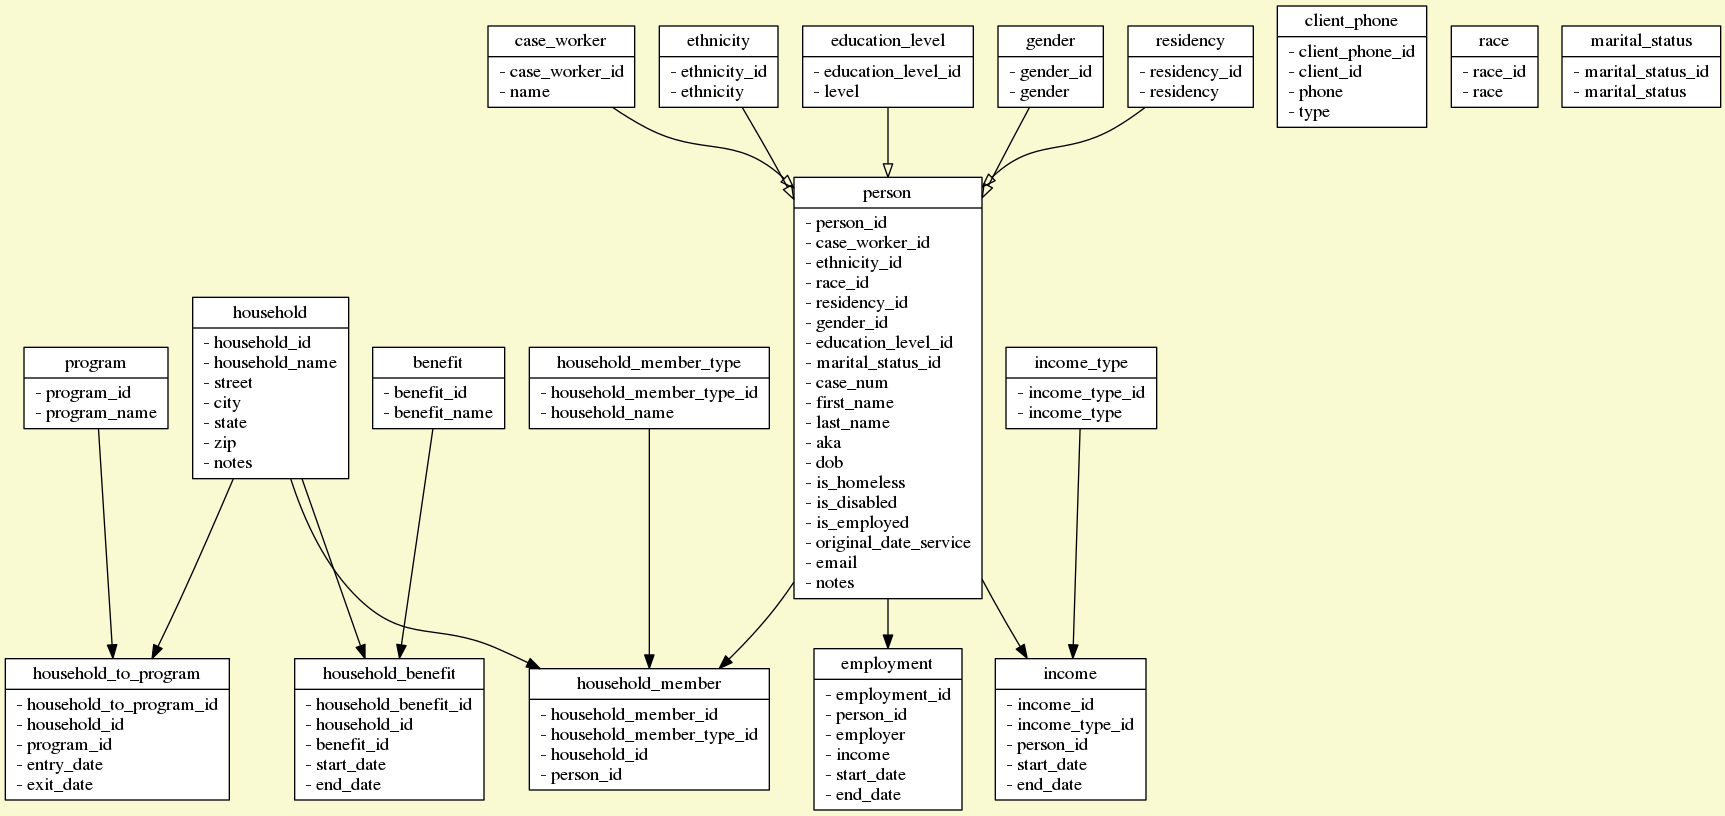 case_worker
- case_worker_id
- name
ethnicity
- ethnicity_id
- ethnicity
education_level
- education_level_id
- level
gender
- gender_id
- gender
residency
- residency_id
- residency
client_phone
- client_phone_id
- client_id
- phone
- type
race
- race_id
- race
marital_status
- marital_status_id
- marital_status
person
- person_id
- case_worker_id
- ethnicity_id
- race_id
- residency_id
- gender_id
- education_level_id
- marital_status_id
- case_num
- first_name
- last_name
- aka
- dob
- is_homeless
- is_disabled
- is_employed
- original_date_service
- email
- notes
program
- program_id
- program_name
household
- household_id
- household_name
- street
- city
- state
- zip
- notes
benefit
- benefit_id
- benefit_name
household_member_type
- household_member_type_id
- household_name
income_type
- income_type_id
- income_type
household_to_program
- household_to_program_id
- household_id
- program_id
- entry_date
- exit_date
household_benefit
- household_benefit_id
- household_id
- benefit_id
- start_date
- end_date
household_member
- household_member_id
- household_member_type_id
- household_id
- person_id
employment
- employment_id
- person_id
- employer
- income
- start_date
- end_date
income
- income_id
- income_type_id
- person_id
- start_date
- end_date